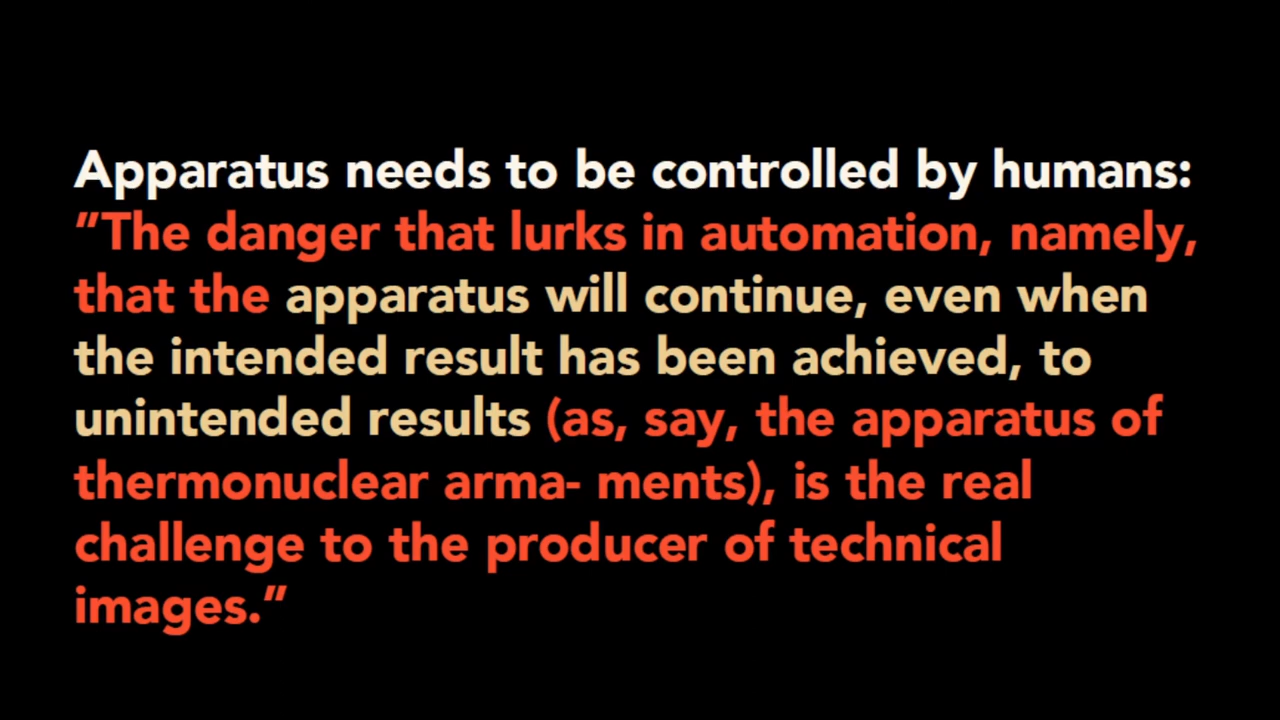 Apparatus needs to be controlled by humans:
"The danger that lurks in automation, namely,
that the apparatus will continue, even when
the intended result has been achieved, to
unintended results (as, say, the apparatus of
thermonuclear arma- ments), is the real
challenge to the producer of technical
images."